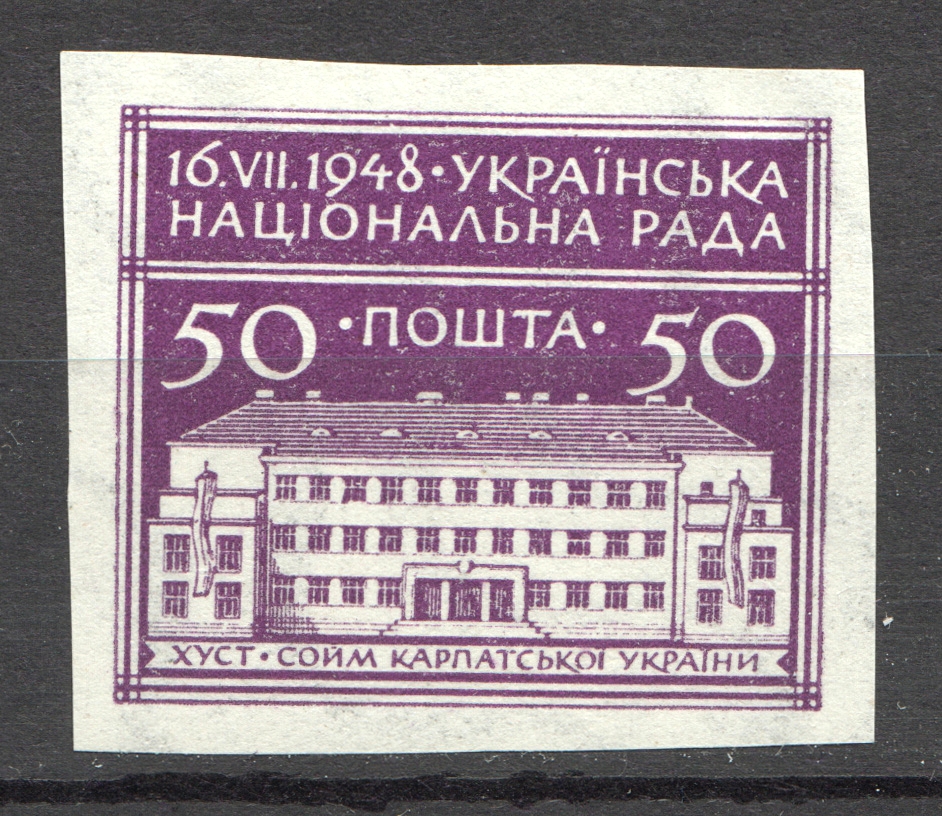 16.VII.1948·УКРАЇНСЬКА
НАЦІОНАЛЬНА РАДА
50 ·ПОШТА· 50
ХУСТ·СОЙМ КАРПАТСЬКОЇ УКРАЇНИ